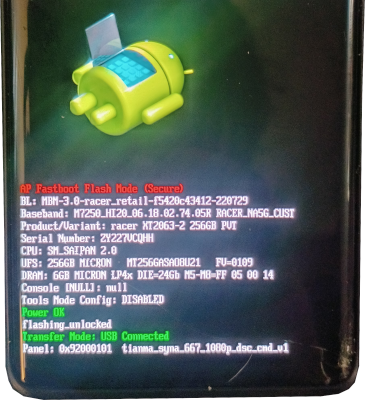 AP Fastboot Flash Mode (Secure)
BL: MBM-3.0-racer_retail-f5420c43412-220729
Baseband: M7250_HI20_06.18.02.74.05R RACER_NA5G_CUST
Product/Variant: racer XT2063-2 256GB PVT
Serial Number: ZY227VCQHH
CPU: SM_SAIPAN 2.0
UFS: 256GB MICRON MT256GASAO8U21 FV=0109
DRAM: 6GB MICRON LP4x DIE=24Gb M5-M8=FF 05 00 14
Console [NULL]: null
Tools Mode Config: DISABLED
Power OK
flashing_unlocked
Transfer Mode: USB Connected
Panel: 0x92000101 tianma_syna_667_1080p_dsc_cmd_v1